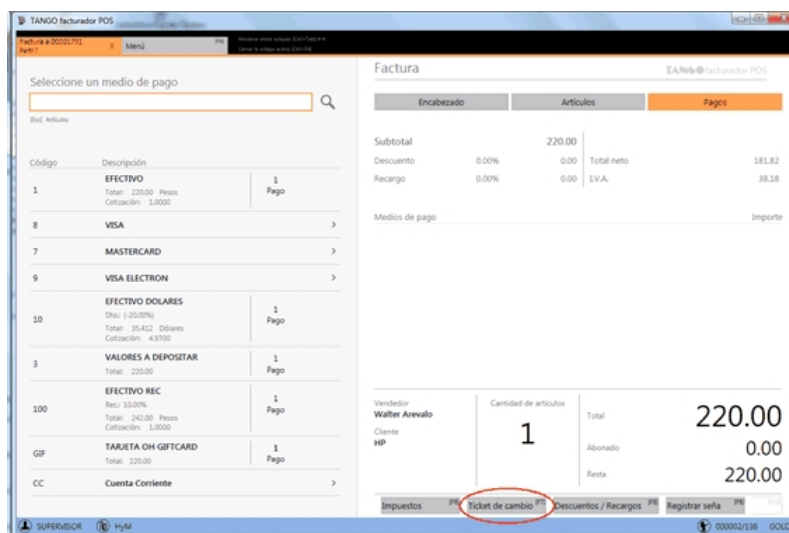 TANGO facturador POS
Factura a 00001791
Perfil 7
X
Menú
Seleccione un medio de pago
Código
Descripción
1
EFECTIVO
Total: 220.00 Pesos
Cotización: 1.0000
1
Pago
8
VISA
7
MASTERCARD
9
VISA ELECTRON
10
EFECTIVO DOLARES
Dto.: (-20.00%)
Total: 35.412 Dólares
Cotización: 4.9700
1
Pago
3
VALORES A DEPOSITAR
Total: 220.00
1
Pago
100
EFECTIVO REC
Rec.: 10.00%
Total: 242.00 Pesos
Cotización: 1.0000
1
Pago
GIF
TARJETA OH GIFTCARD
Total: 220.00
1
Pago
CC
Cuenta Corriente
Factura
TANGO facturador POS
Encabezado
Artículos
Pagos
Subtotal
220.00
Descuento
0.00%
0.00
Total neto
181.82
Recargo
0.00%
0.00
I.V.A.
38.18
Medios de pago
Importe
Vendedor
Walter Arevalo
Cliente
HP
Cantidad de artículos
1
Total
220.00
Abonado
0.00
Resta
220.00
Impuestos
Ticket de cambio
Descuentos / Recargos
Registrar seña
SUPERVISOR
HyM
000002/136
GOLD